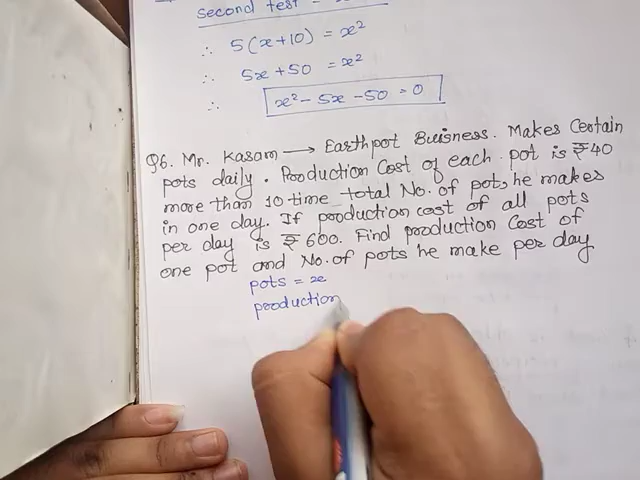 second test =
∴ 5(x+10) = x²
∴ 5x+50 = x²
∴ x² - 5x - 50 = 0
Q6. Mr. Kasam → Earthpot Buisness. Makes Certain
pots daily. Production Cost of each pot is ₹40
more than 10 time total No. of pots he makes
in one day. If production cost of all pots
per day is ₹600. Find production Cost of
one pot and No. of pots he make per day
pots = x
production